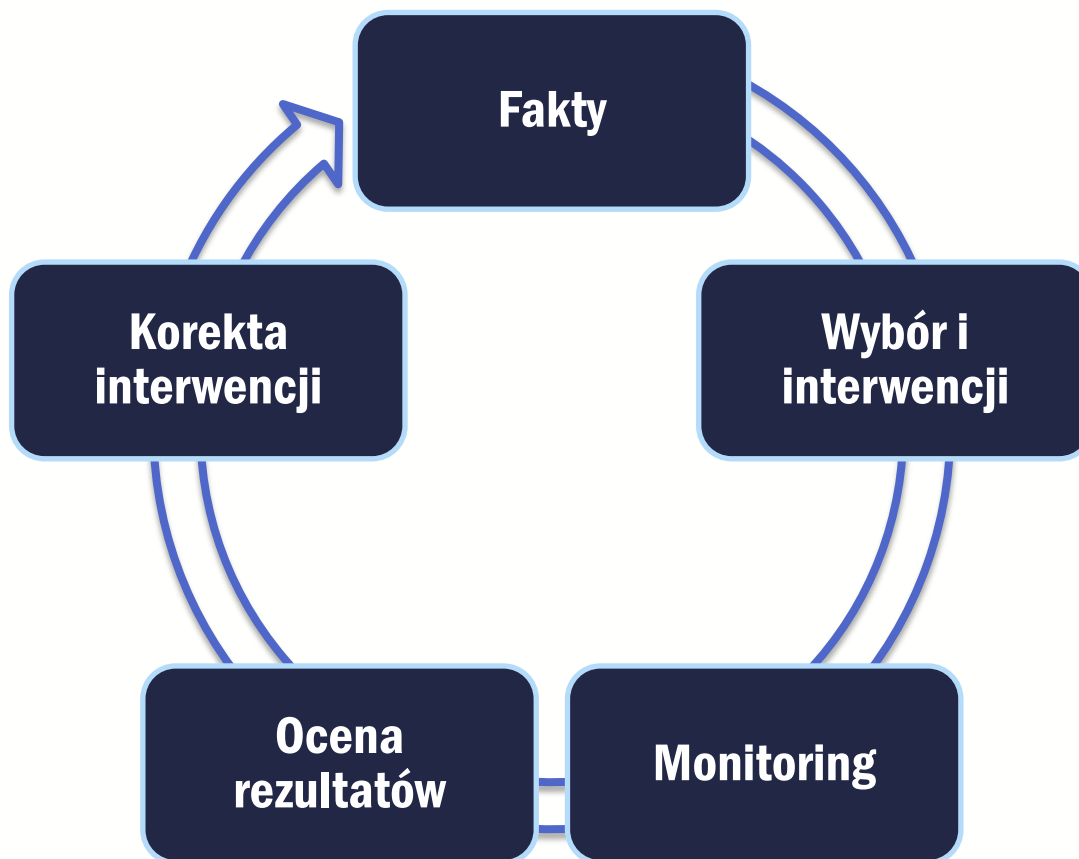 Fakty
Wybór i
interwencji
Monitoring
Ocena
rezultatów
Korekta
interwencji